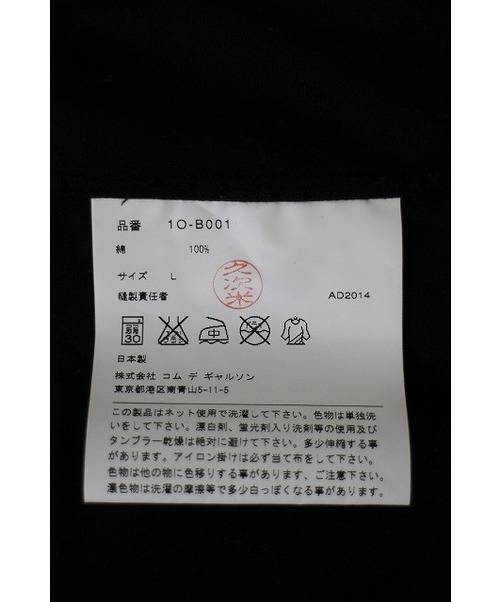 品番 1O-B001
綿 100%
サイズ L
縫製責任者 久次米 AD2014
30
日本製
株式会社 コム デ ギャルソン
東京都港区南青山5-11-5
この製品はネット使用で洗濯して下さい。色物は単独洗
いをして下さい。漂白剤、蛍光剤入り洗剤等の使用及び
タンブラー乾燥は絶対に避けて下さい。多少伸縮する事
があります。アイロン掛けは必ず当て布をして下さい。
色物は他の物に色移りする事があります、ご注意下さい。
濃色物は洗濯の摩擦等で多少白っぽくなる事があります。